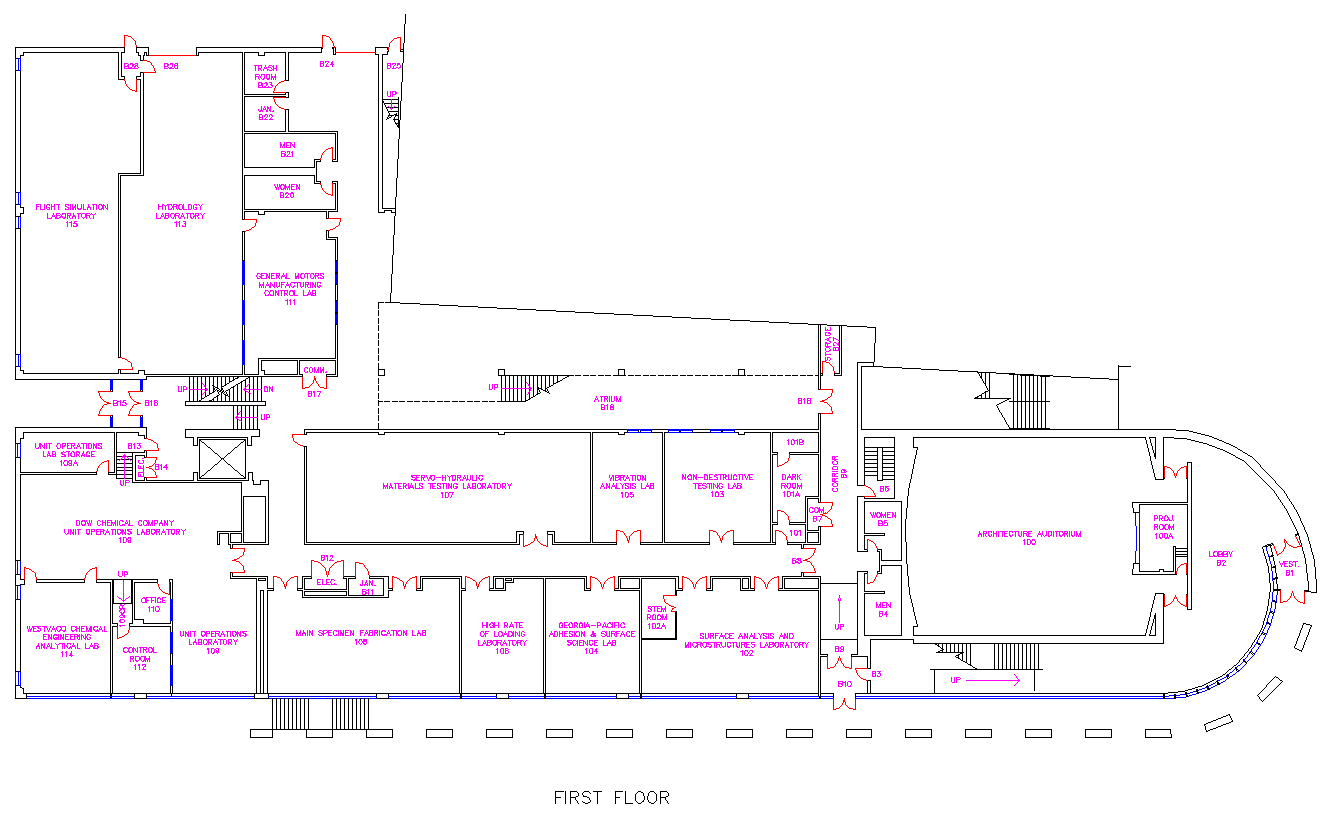 B28
B26
B24
B25
TRASH
ROOM
B23
UP
JAN.
B22
MEN
B21
WOMEN
B20
FLIGHT SIMULATION
LABORATORY
115
HYDROLOGY
LABORATORY
113
GENERAL MOTORS
MANUFACTURING
CONTROL LAB
111
COMM.
B17
STORAGE
B27
UP
DN
UP
B15
B16
UP
ATRIUM
B18
B18
UNIT OPERATIONS
LAB STORAGE
109A
B13
ELEC.
B14
UP
SERVO-HYDRAULIC
MATERIALS TESTING LABORATORY
107
VIBRATION
ANALYSIS LAB
105
NON-DESTRUCTIVE
TESTING LAB
103
101B
DARK
ROOM
101A
COM.
B7
101
CORRIDOR
B9
B6
WOMEN
B5
ARCHITECTURE AUDITORIUM
100
PROJ.
ROOM
100A
LOBBY
B2
VEST.
B1
DOW CHEMICAL COMPANY
UNIT OPERATIONS LABORATORY
109
B12
ELEC.
JAN.
B11
B8
UP
109CR
OFFICE
110
WESTVACO CHEMICAL
ENGINEERING
ANALYTICAL LAB
114
CONTROL
ROOM
112
UNIT OPERATIONS
LABORATORY
109
MAIN SPECIMEN FABRICATION LAB
108
HIGH RATE
OF LOADING
LABORATORY
106
GEORGIA-PACIFIC
ADHESION & SURFACE
SCIENCE LAB
104
STEM
ROOM
102A
SURFACE ANALYSIS AND
MICROSTRUCTURES LABORATORY
102
UP
MEN
B4
B9
B10
B3
UP
FIRST FLOOR